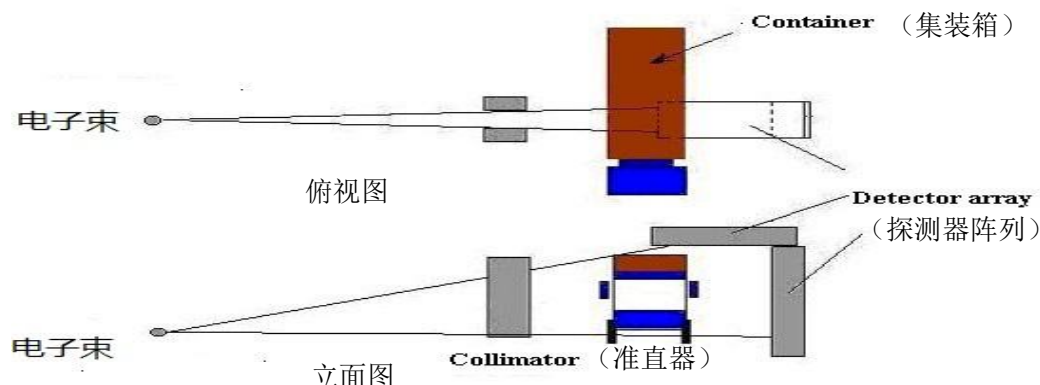 Container （集装箱）
电子束
俯视图
Detector array
（探测器阵列）
电子束
Collimator （准直器）
立面图